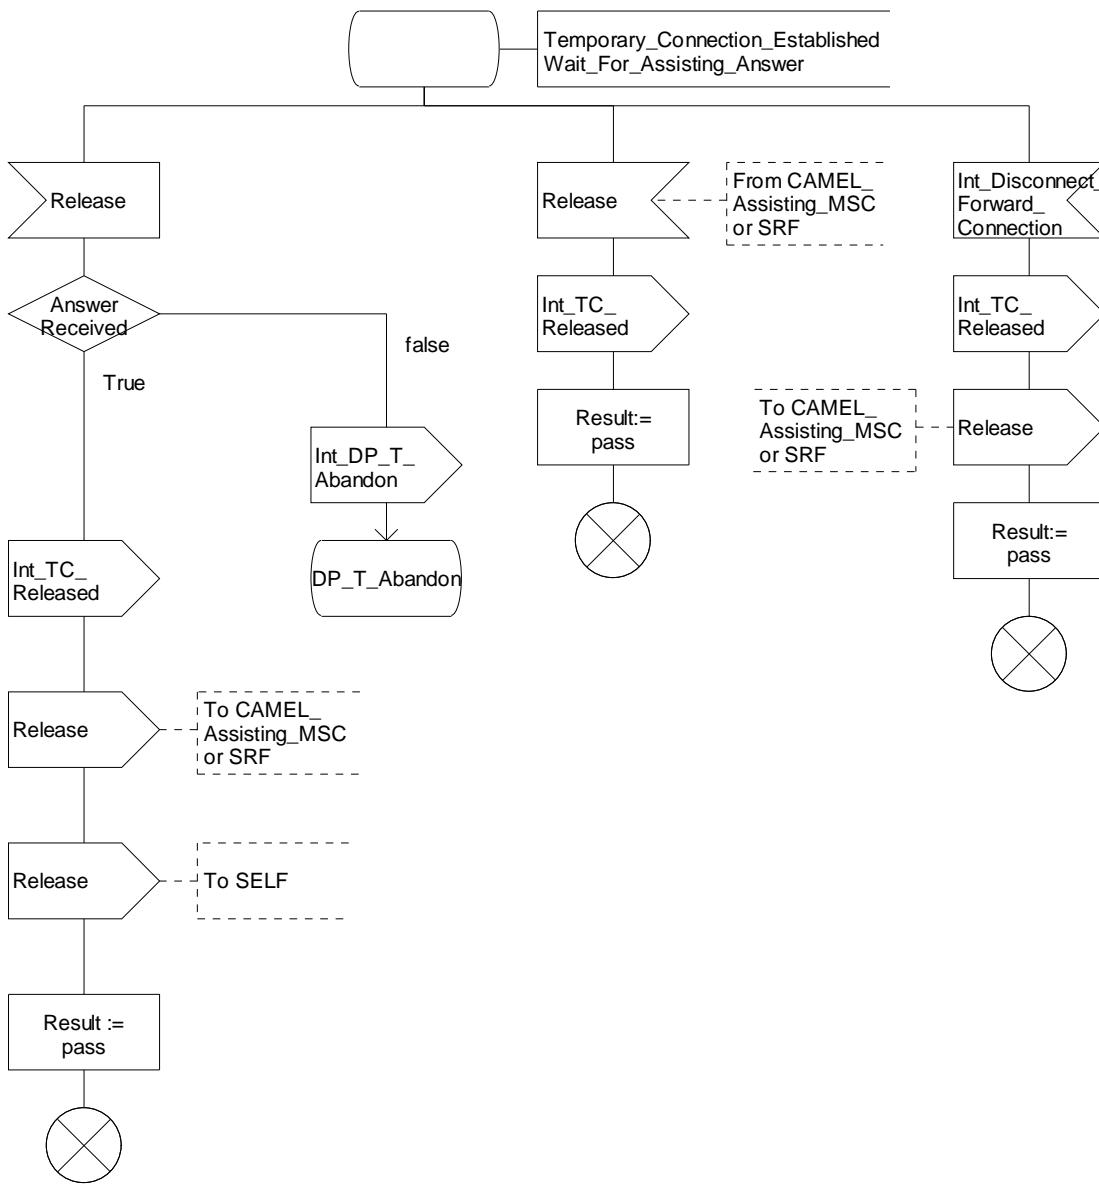 Temporary_Connection_Established
Wait_For_Assisting_Answer
Release
Release
From CAMEL_
Assisting_MSC
or SRF
Int_Disconnect_
Forward_
Connection
Answer
Received
false
True
Int_TC_
Released
Int_TC_
Released
Int_DP_T_
Abandon
Result:=
pass
To CAMEL_
Assisting_MSC
or SRF
Release
Int_TC_
Released
DP_T_Abandon
Result:=
pass
Release
To CAMEL_
Assisting_MSC
or SRF
Release
To SELF
Result :=
pass